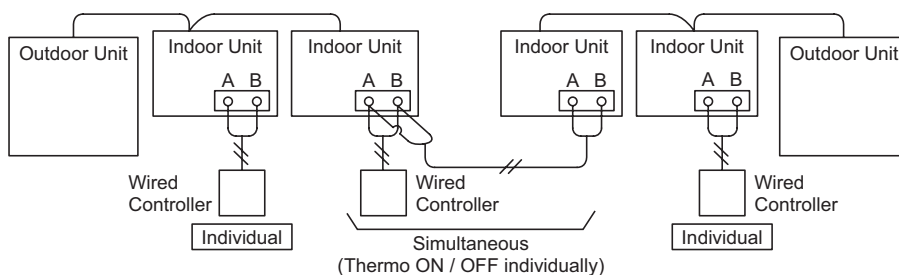 Outdoor Unit
Indoor Unit
A B
Indoor Unit
A B
Indoor Unit
A B
Indoor Unit
A B
Outdoor Unit
Wired
Controller
Individual
Wired
Controller
Simultaneous
(Thermo ON / OFF individually)
Wired
Controller
Individual